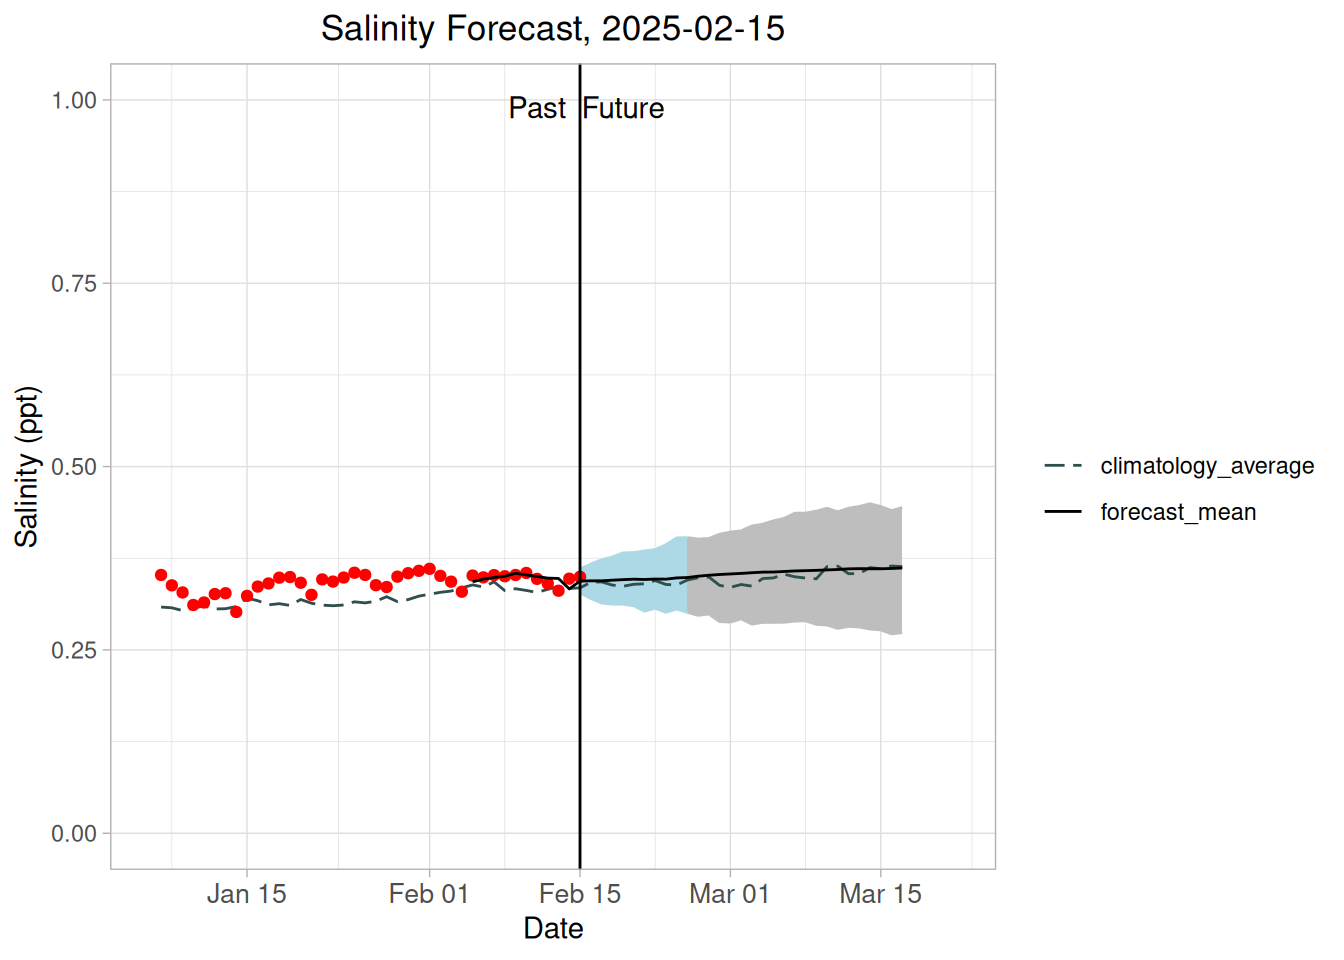 Salinity Forecast, 2025-02-15
Past Future
1.00
0.75
0.50
0.25
0.00
Salinity (ppt)
Jan 15 Feb 01 Feb 15 Mar 01 Mar 15
Date
climatology_average
forecast_mean